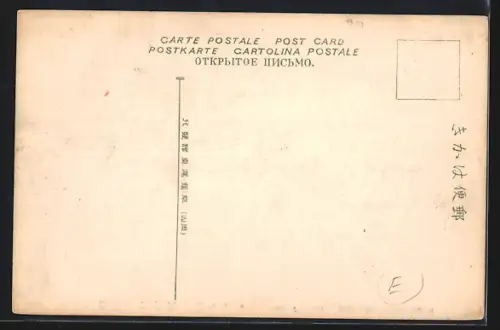 CARTE POSTALE POST CARD
POSTKARTE CARTOLINA POSTALE
ОТКРЫТОЕ ПИСЬМО.
きかは便郵
E